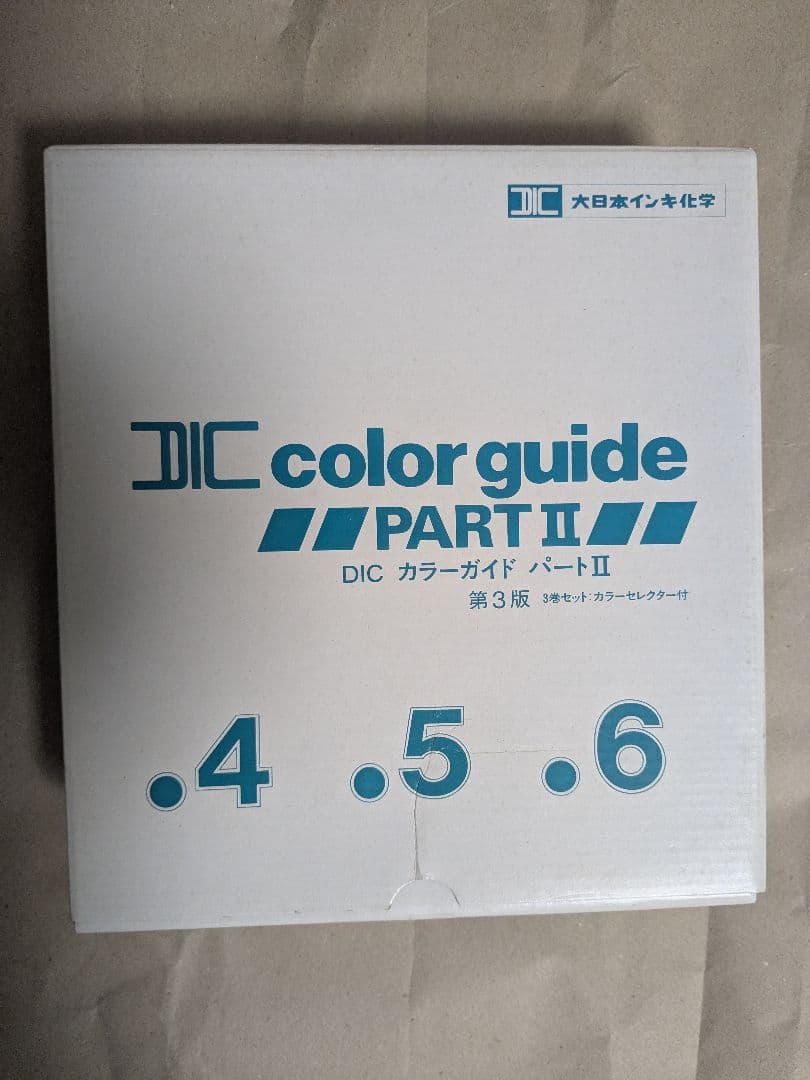 DIC 大日本インキ化学
DIC color guide
PART II
DIC カラーガイド パートII
第3版 3巻セット:カラーセレクター付
.4 .5 .6